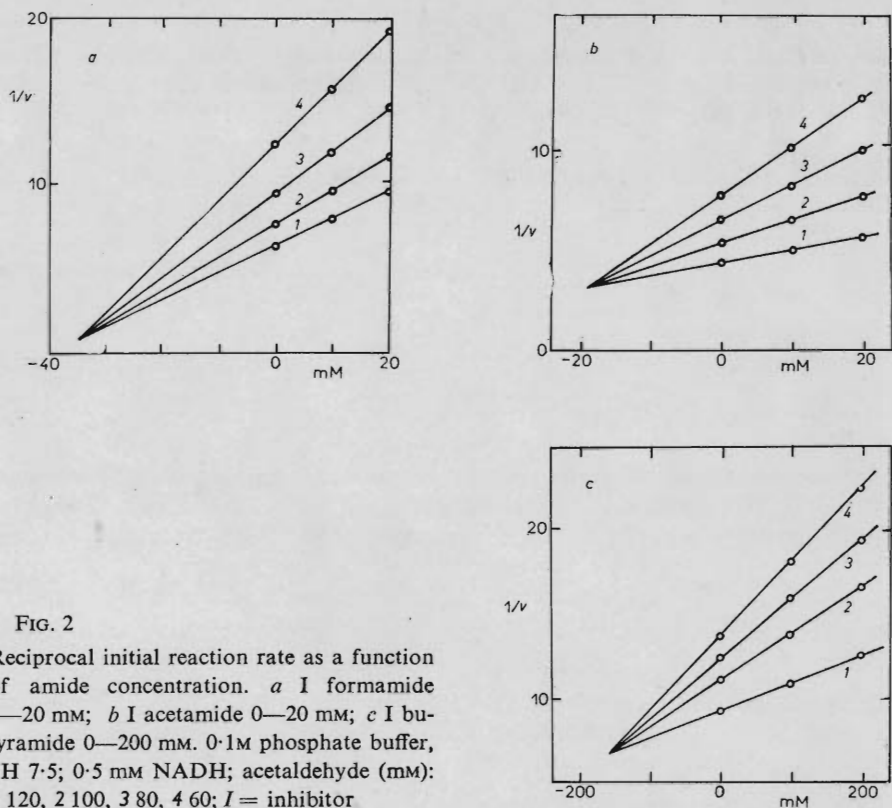 20
a
1/v
4
3
10
2
1
−40
0
mM
20
b
4
10
3
2
1/v
1
0
−20
0
mM
20
c
4
20
3
1/v
2
10
1
−200
0
mM
200
FIG. 2
Reciprocal initial reaction rate as a function
of amide concentration. a I formamide
0—20 mM; b I acetamide 0—20 mM; c I bu-
tyramide 0—200 mM. 0·1M phosphate buffer,
pH 7·5; 0·5 mM NADH; acetaldehyde (mM):
1 120, 2 100, 3 80, 4 60; I = inhibitor